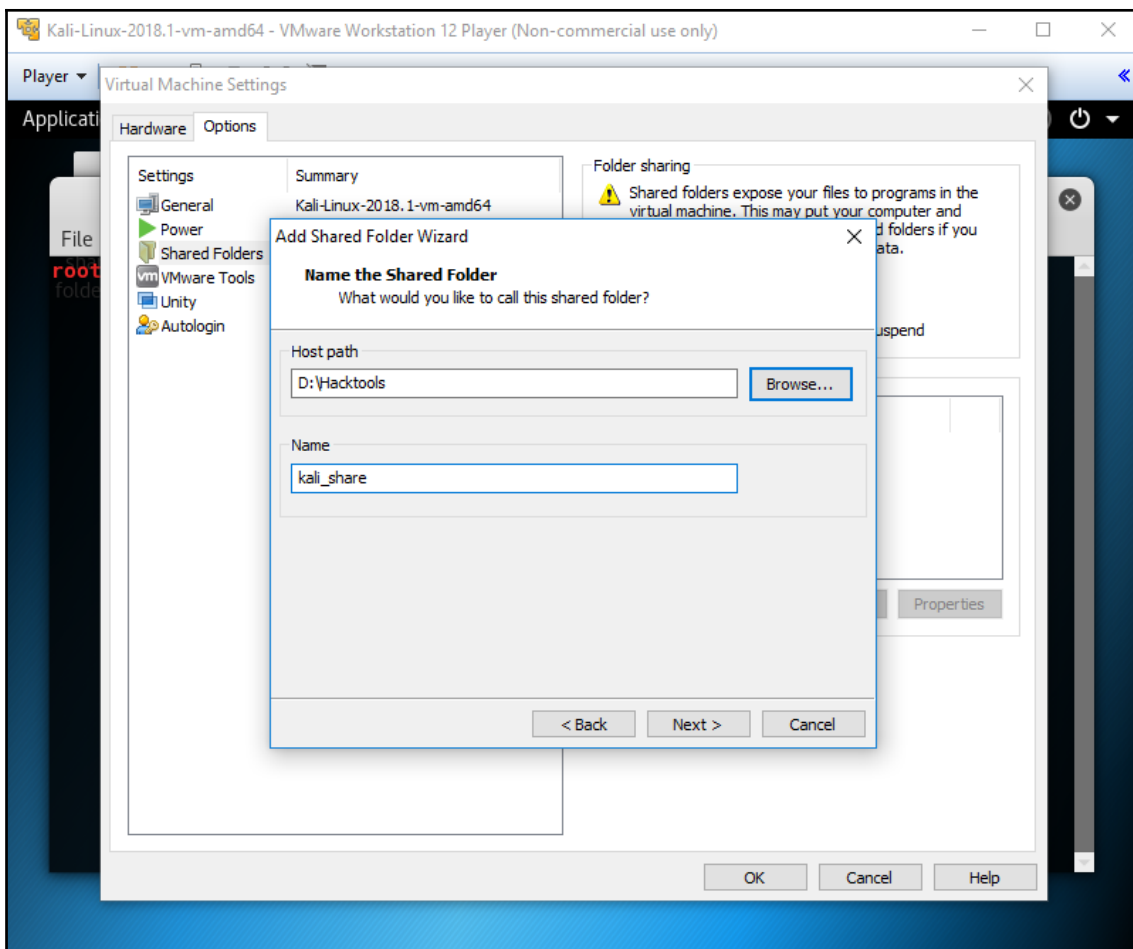 Kali-Linux-2018.1-vm-amd64 - VMware Workstation 12 Player (Non-commercial use only)
Player
Virtual Machine Settings
Applicati
Hardware Options
Settings Summary
General Kali-Linux-2018.1-vm-amd64
Power
Shared Folders
vm VMware Tools
Unity
Autologin
Folder sharing
Shared folders expose your files to programs in the
virtual machine. This may put your computer and
d folders if you
ata.
uspend
File
root
folde
Add Shared Folder Wizard
Name the Shared Folder
What would you like to call this shared folder?
Host path
D:\Hacktools
Browse...
Name
kali_share
Properties
< Back Next > Cancel
OK Cancel Help